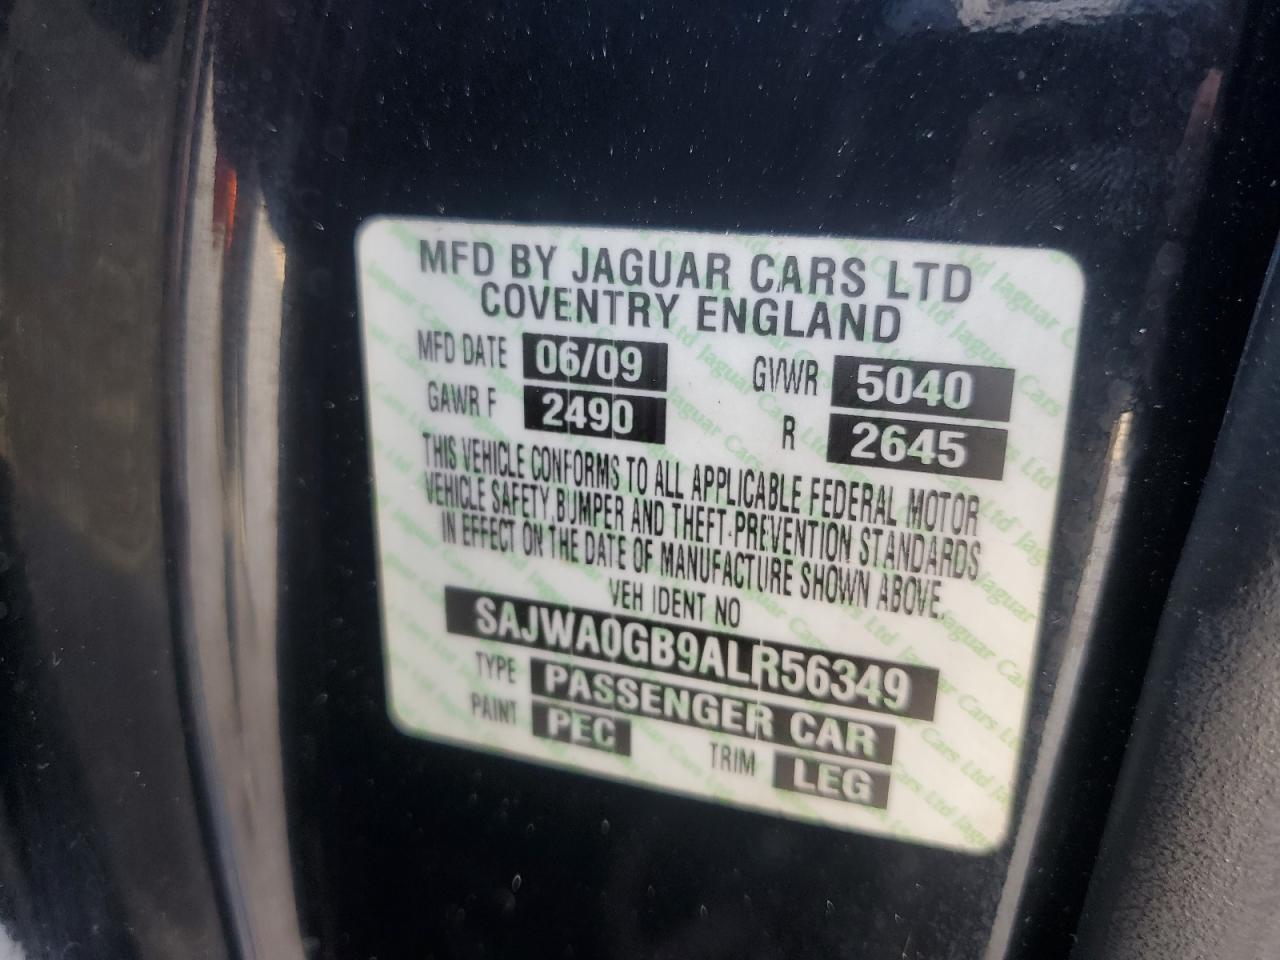 MFD BY JAGUAR CARS LTD
COVENTRY ENGLAND
MFD DATE 06/09 GVWR 5040
GAWR F 2490 R 2645
THIS VEHICLE CONFORMS TO ALL APPLICABLE FEDERAL MOTOR
VEHICLE SAFETY, BUMPER AND THEFT-PREVENTION STANDARDS
IN EFFECT ON THE DATE OF MANUFACTURE SHOWN ABOVE.
VEH IDENT NO
SAJWA0GB9ALR56349
TYPE PASSENGER CAR
PAINT PEC TRIM LEG